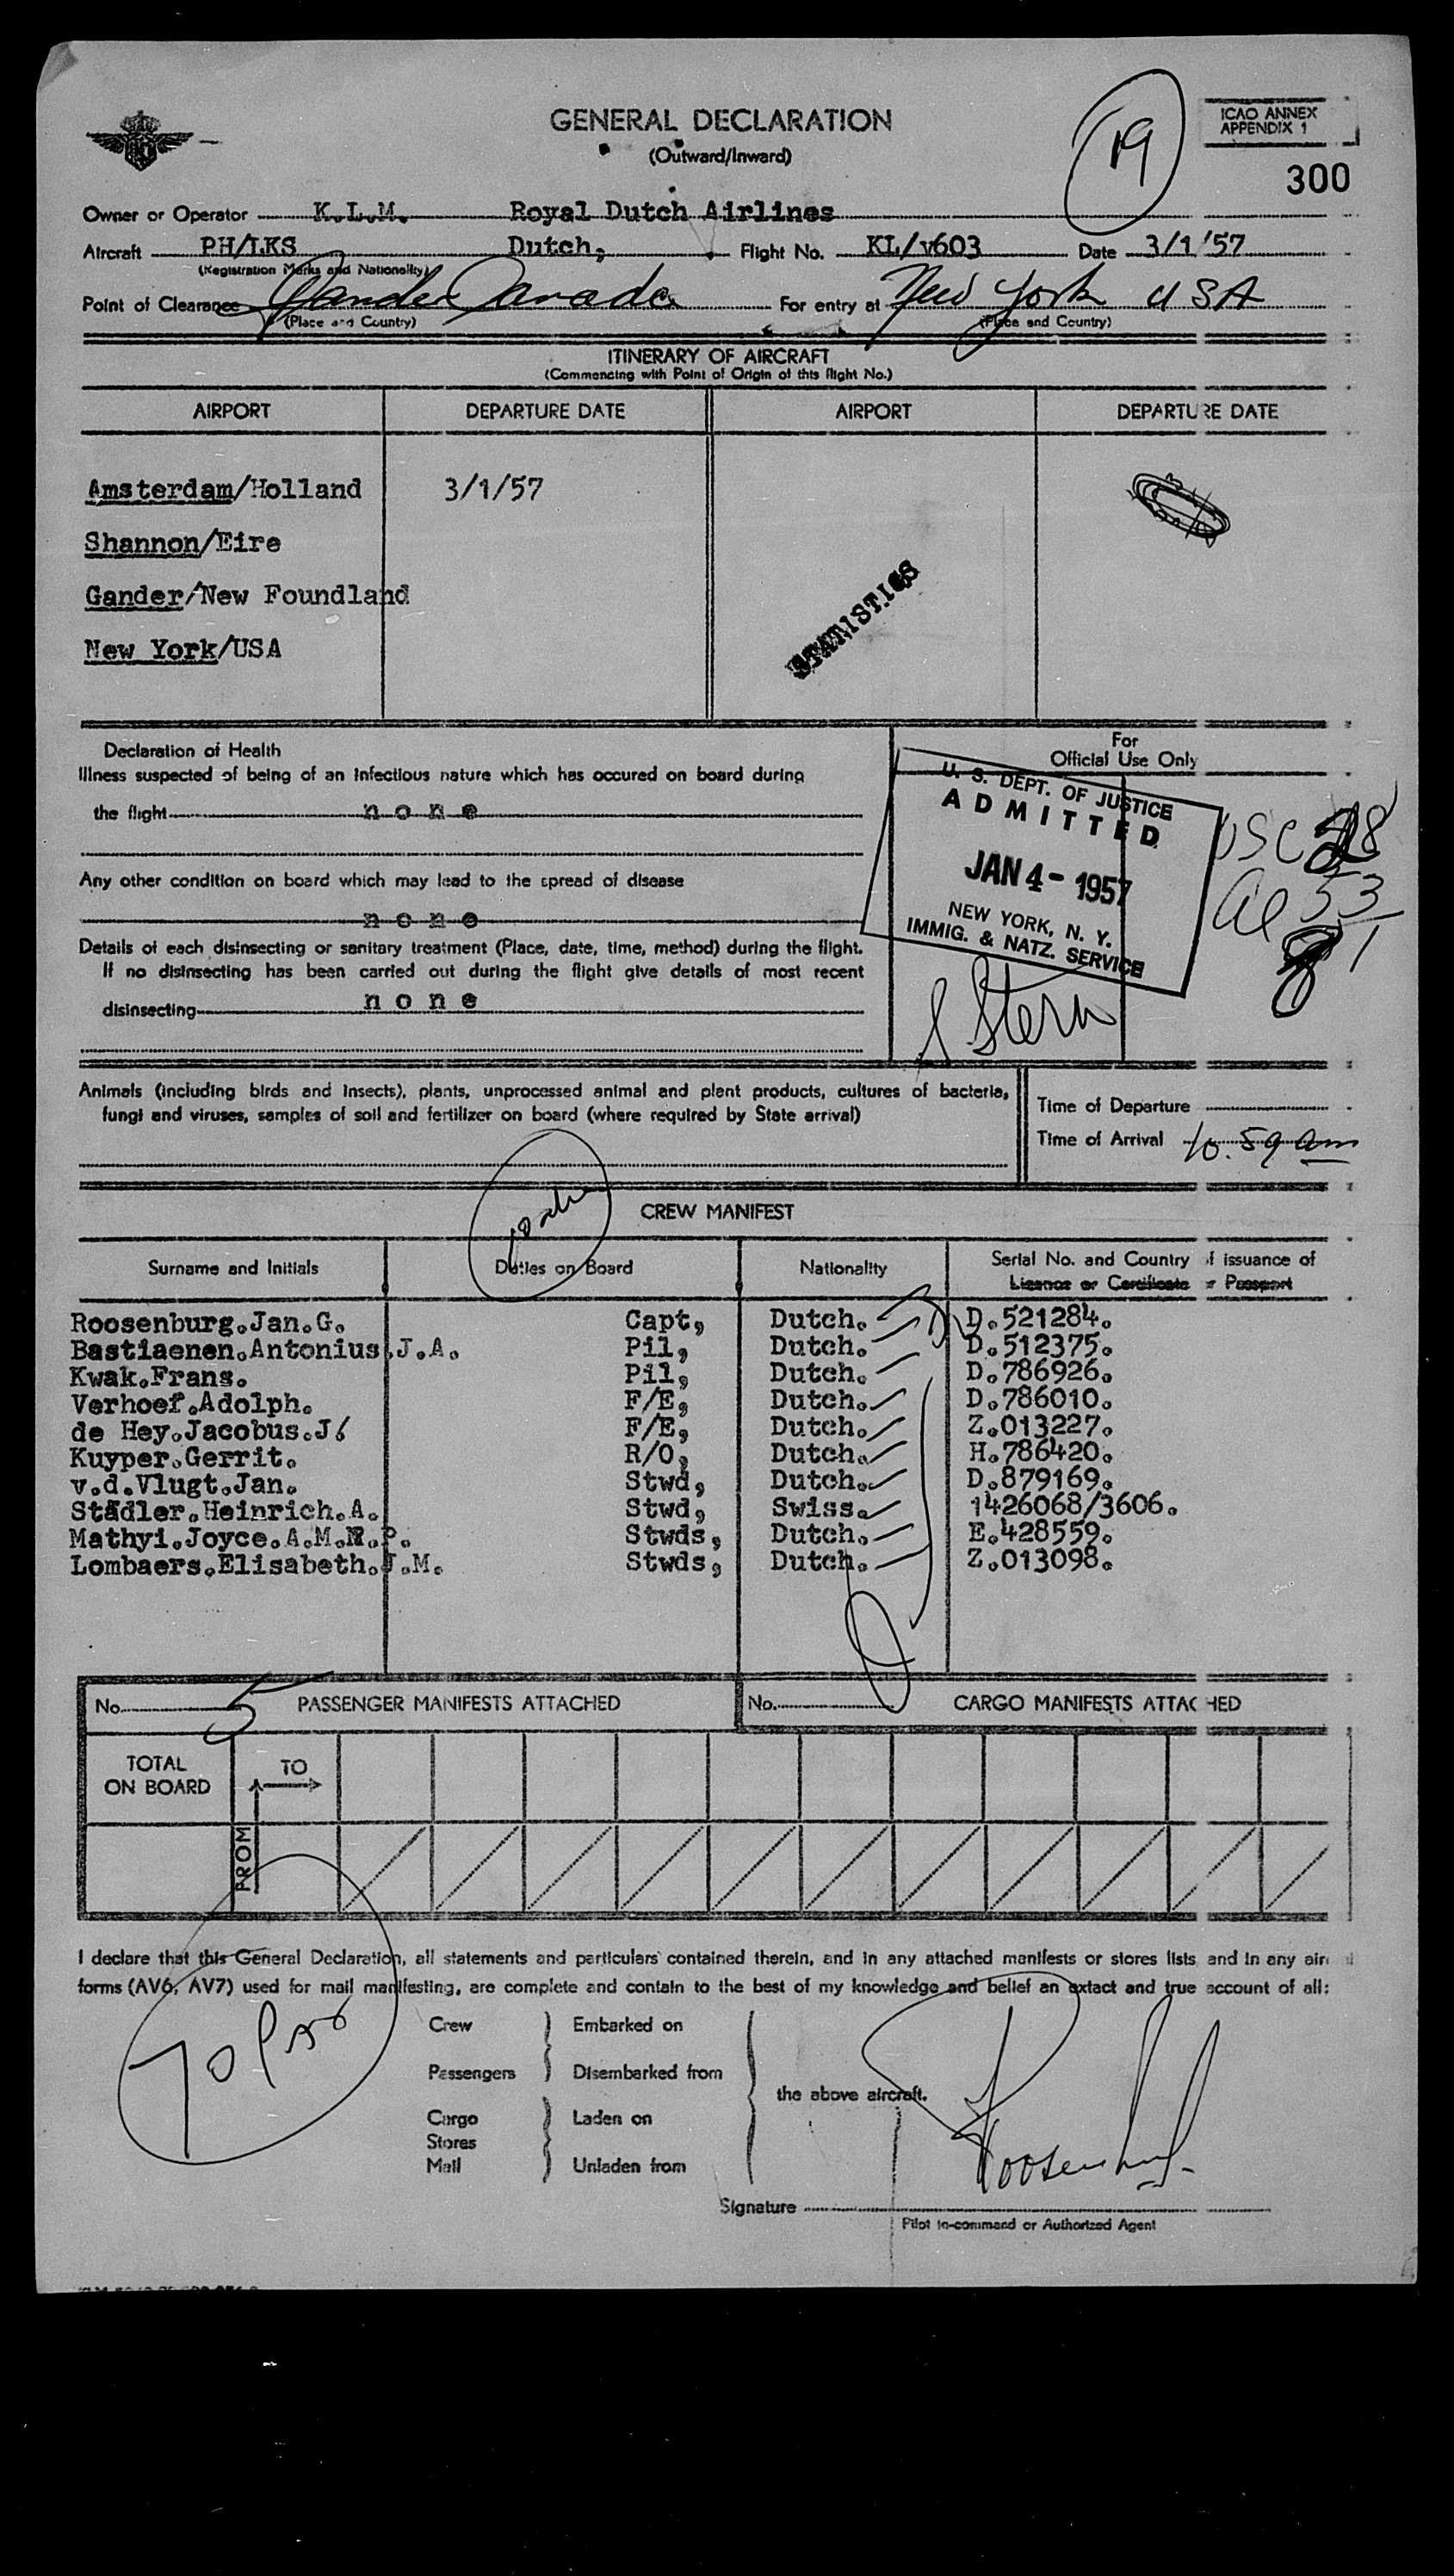 GENERAL DECLARATION
(Outward/Inward)
19
ICAO ANNEX
APPENDIX 1
300
Owner or Operator K.L.M. Royal Dutch Airlines
Aircraft PH/LKS Dutch, Flight No. KL/v603 Date 3/1/57
(Registration Marks and Nationality)
Point of Clearance Gander Canada For entry at New York USA
(Place and Country) (Place and Country)
ITINERARY OF AIRCRAFT
(Commencing with Point of Origin of this flight No.)
AIRPORT DEPARTURE DATE AIRPORT DEPARTURE DATE
Amsterdam/Holland 3/1/57
Shannon/Eire
Gander/New Foundland
New York/USA
STATISTICS
Declaration of Health
Illness suspected of being of an infectious nature which has occured on board during
the flight n o n e
Any other condition on board which may lead to the spread of disease
n o n e
Details of each disinsecting or sanitary treatment (Place, date, time, method) during the flight.
If no disinsecting has been carried out during the flight give details of most recent
disinsecting n o n e
For
Official Use Only
U. S. DEPT. OF JUSTICE
ADMITTED
JAN 4 - 1957
NEW YORK, N. Y.
IMMIG. & NATZ. SERVICE
S Stern
USC 28
al 53
81
Animals (including birds and insects), plants, unprocessed animal and plant products, cultures of bacteria,
fungi and viruses, samples of soil and fertilizer on board (where required by State arrival)
Time of Departure
Time of Arrival 10.59 am
CREW MANIFEST
Surname and Initials Duties on Board Nationality Serial No. and Country of issuance of
Licence or Certificate or Passport
Roosenburg.Jan.G. Capt, Dutch. D.521284.
Bastiaenen.Antonius.J.A. Pil, Dutch. D.512375.
Kwak.Frans. Pil, Dutch. D.786926.
Verhoef.Adolph. F/E, Dutch. D.786010.
de Hey.Jacobus.J. F/E, Dutch. Z.013227.
Kuyper.Gerrit. R/O, Dutch. H.786420.
v.d.Vlugt.Jan. Stwd, Dutch. D.879169.
Städler.Heinrich.A. Stwd, Swiss. 1426068/3606.
Mathyi.Joyce.A.M.R.P. Stwds, Dutch. E.428559.
Lombaers.Elisabeth.J.M. Stwds, Dutch. Z.013098.
No. 5 PASSENGER MANIFESTS ATTACHED No. 0 CARGO MANIFESTS ATTACHED
TOTAL
ON BOARD
TO
FROM
I declare that this General Declaration, all statements and particulars contained therein, and in any attached manifests or stores lists and in any air
forms (AV6, AV7) used for mail manifesting, are complete and contain to the best of my knowledge and belief an extact and true account of all:
Crew Embarked on
Passengers Disembarked from
the above aircraft.
Cargo Laden on
Stores
Mail Unladen from
Roosenburg
Signature
Pilot in-command or Authorized Agent